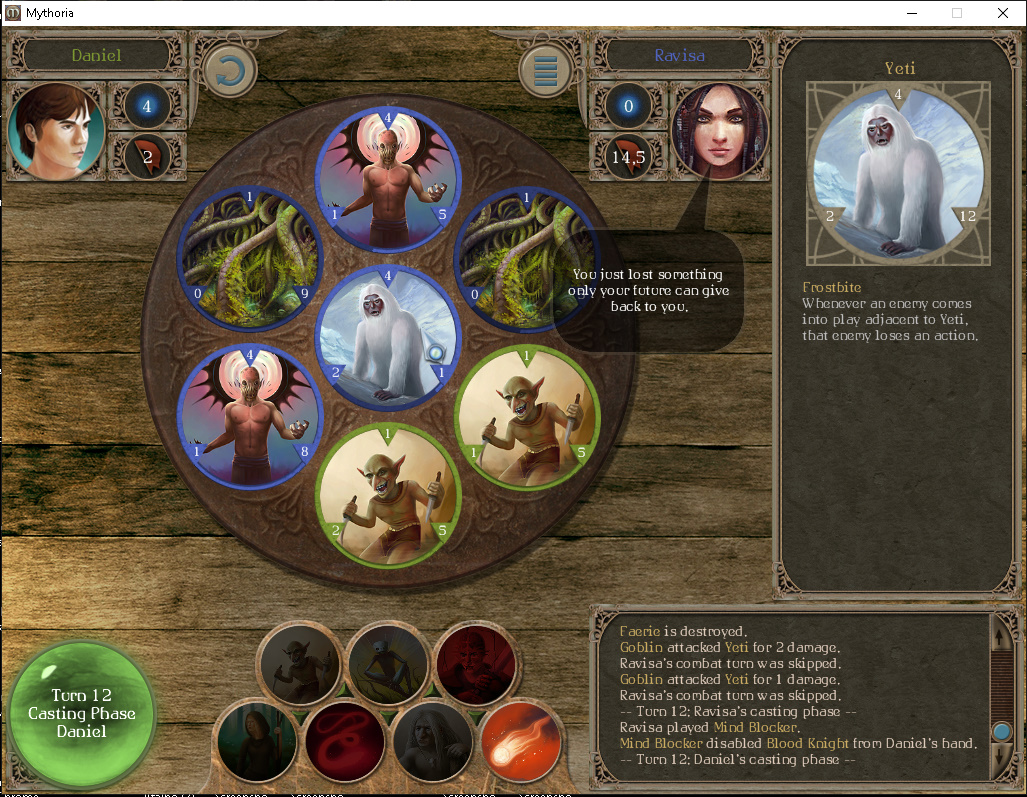 Mythoria
Daniel
4
2
Ravisa
0
14,5
Yeti
4
2
12
Frostbite
Whenever an enemy comes
into play adjacent to Yeti,
that enemy loses an action.
4
1
5
1
0
9
1
0
You just lost something
only your future can give
back to you.
4
2
1
4
1
8
1
1
5
1
2
5
Turn 12
Casting Phase
Daniel
Faerie is destroyed.
Goblin attacked Yeti for 2 damage.
Ravisa's combat turn was skipped.
Goblin attacked Yeti for 1 damage.
Ravisa's combat turn was skipped.
-- Turn 12: Ravisa's casting phase --
Ravisa played Mind Blocker.
Mind Blocker disabled Blood Knight from Daniel's hand.
-- Turn 12: Daniel's casting phase --